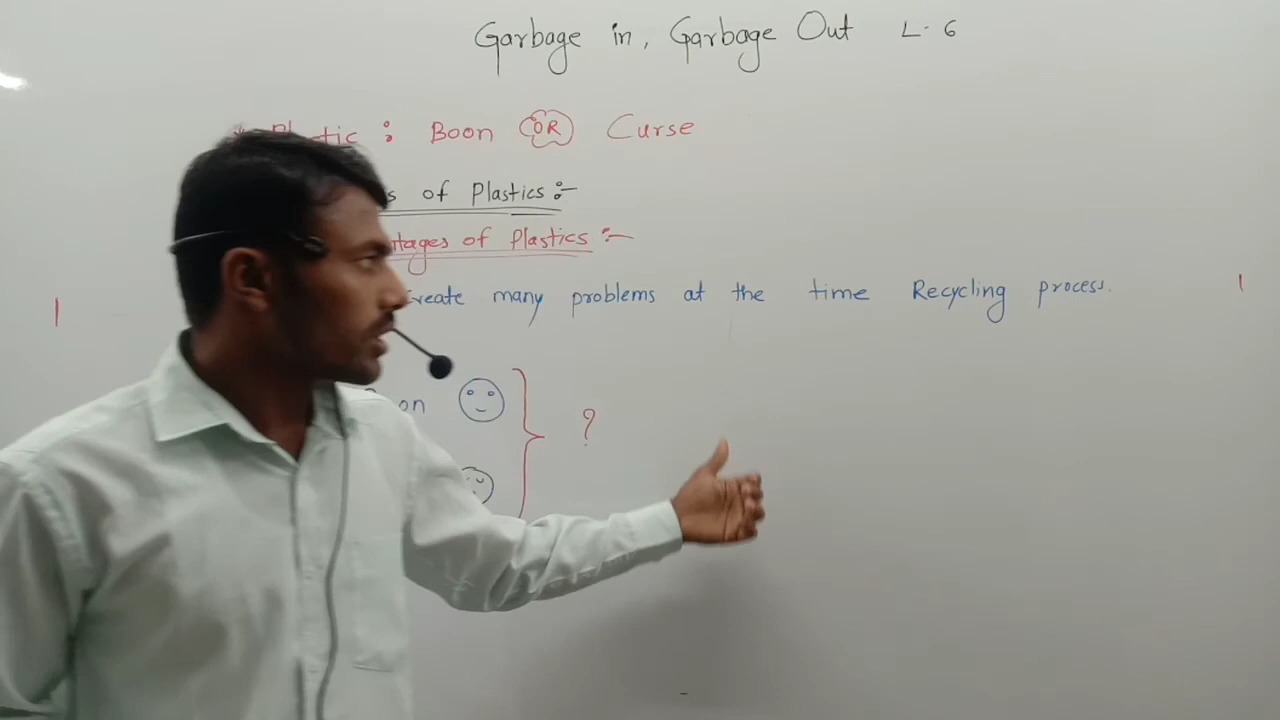 Garbage in, Garbage Out L. 6
* Plastic : Boon OR Curse
s of Plastics :-
tages of Plastics :-
Create many problems at the time Recycling process.
on
?